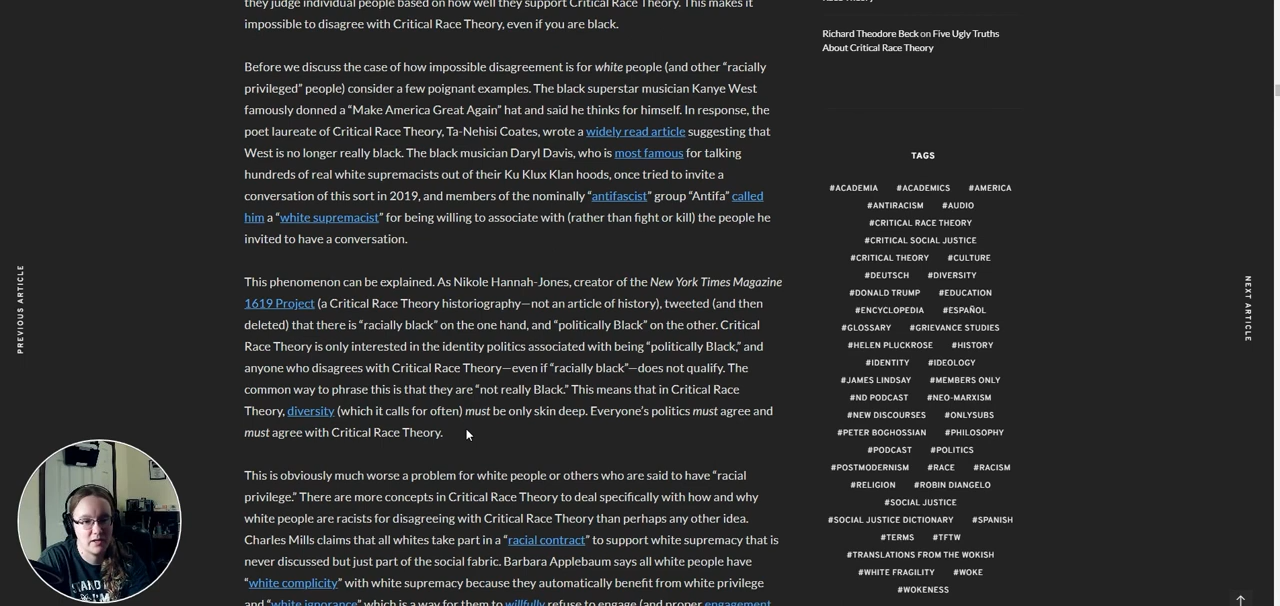 they judge individual people based on how well they support Critical Race Theory. This makes it
impossible to disagree with Critical Race Theory, even if you are black.
Before we discuss the case of how impossible disagreement is for white people (and other “racially
privileged” people) consider a few poignant examples. The black superstar musician Kanye West
famously donned a “Make America Great Again” hat and said he thinks for himself. In response, the
poet laureate of Critical Race Theory, Ta-Nehisi Coates, wrote a widely read article suggesting that
West is no longer really black. The black musician Daryl Davis, who is most famous for talking
hundreds of real white supremacists out of their Ku Klux Klan hoods, once tried to invite a
conversation of this sort in 2019, and members of the nominally “antifascist” group “Antifa” called
him a “white supremacist” for being willing to associate with (rather than fight or kill) the people he
invited to have a conversation.
This phenomenon can be explained. As Nikole Hannah-Jones, creator of the New York Times Magazine
1619 Project (a Critical Race Theory historiography—not an article of history), tweeted (and then
deleted) that there is “racially black” on the one hand, and “politically Black” on the other. Critical
Race Theory is only interested in the identity politics associated with being “politically Black,” and
anyone who disagrees with Critical Race Theory—even if “racially black”—does not qualify. The
common way to phrase this is that they are “not really Black.” This means that in Critical Race
Theory, diversity (which it calls for often) must be only skin deep. Everyone’s politics must agree and
must agree with Critical Race Theory.
This is obviously much worse a problem for white people or others who are said to have “racial
privilege.” There are more concepts in Critical Race Theory to deal specifically with how and why
white people are racists for disagreeing with Critical Race Theory than perhaps any other idea.
Charles Mills claims that all whites take part in a “racial contract” to support white supremacy that is
never discussed but just part of the social fabric. Barbara Applebaum says all white people have
“white complicity” with white supremacy because they automatically benefit from white privilege
and “white ignorance” which is a way for them to willfully refuse to engage (and proper engagement
Richard Theodore Beck on Five Ugly Truths
About Critical Race Theory
TAGS
#ACADEMIA #ACADEMICS #AMERICA
#ANTIRACISM #AUDIO
#CRITICAL RACE THEORY
#CRITICAL SOCIAL JUSTICE
#CRITICAL THEORY #CULTURE
#DEUTSCH #DIVERSITY
#DONALD TRUMP #EDUCATION
#ENCYCLOPEDIA #ESPAÑOL
#GLOSSARY #GRIEVANCE STUDIES
#HELEN PLUCKROSE #HISTORY
#IDENTITY #IDEOLOGY
#JAMES LINDSAY #MEMBERS ONLY
#ND PODCAST #NEO-MARXISM
#NEW DISCOURSES #ONLYSUBS
#PETER BOGHOSSIAN #PHILOSOPHY
#PODCAST #POLITICS
#POSTMODERNISM #RACE #RACISM
#RELIGION #ROBIN DIANGELO
#SOCIAL JUSTICE
#SOCIAL JUSTICE DICTIONARY #SPANISH
#TERMS #TFTW
#TRANSLATIONS FROM THE WOKISH
#WHITE FRAGILITY #WOKE
#WOKENESS
PREVIOUS ARTICLE
NEXT ARTICLE